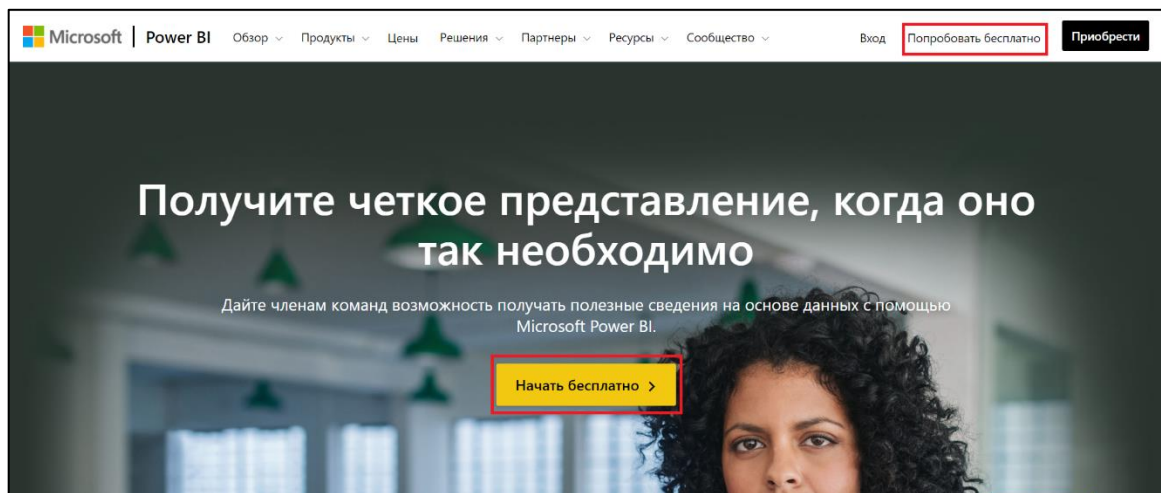 Microsoft | Power BI Обзор Продукты Цены Решения Партнеры Ресурсы Сообщество Вход Попробовать бесплатно Приобрести
Получите четкое представление, когда оно
так необходимо
Дайте членам команд возможность получать полезные сведения на основе данных с помощью
Microsoft Power BI.
Начать бесплатно >